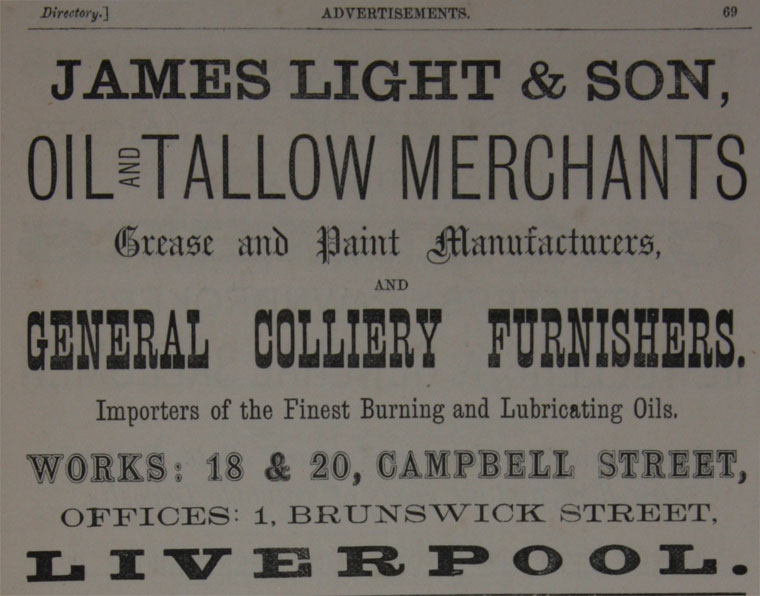 Directory.] ADVERTISEMENTS. 69
JAMES LIGHT & SON,
OIL AND TALLOW MERCHANTS
Grease and Paint Manufacturers,
AND
GENERAL COLLIERY FURNISHERS.
Importers of the Finest Burning and Lubricating Oils.
WORKS: 18 & 20, CAMPBELL STREET,
OFFICES: 1, BRUNSWICK STREET,
LIVERPOOL.